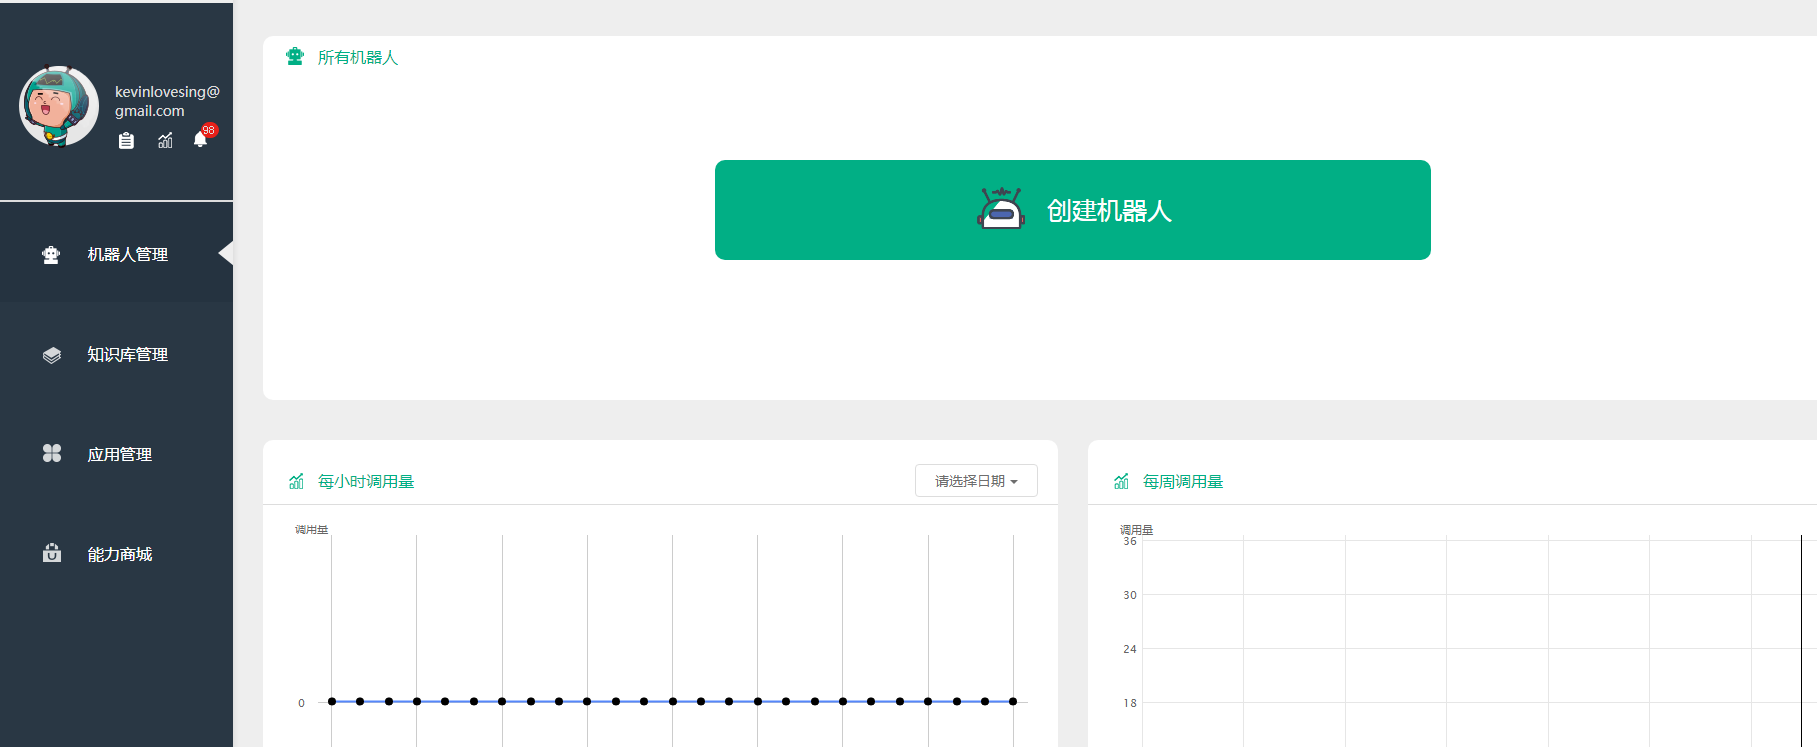 所有机器人
kevinlovesing@
gmail.com
98
创建机器人
机器人管理
知识库管理
应用管理
能力商城
每小时调用量
请选择日期
调用量
0
每周调用量
调用量
36
30
24
18